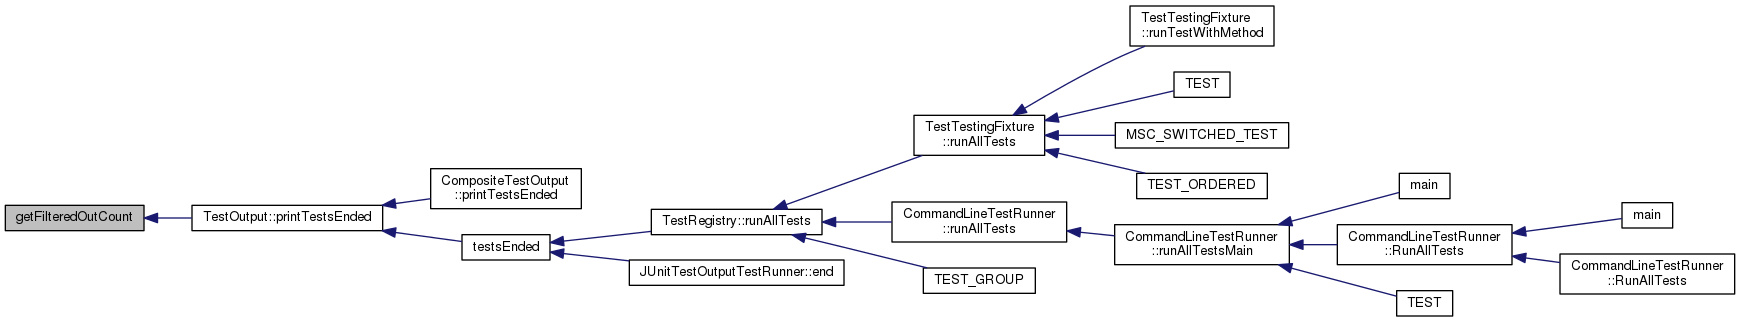 getFilteredOutCount
TestOutput::printTestsEnded
CompositeTestOutput
::printTestsEnded
testsEnded
TestRegistry::runAllTests
JUnitTestOutputTestRunner::end
TestTestingFixture
::runAllTests
CommandLineTestRunner
::runAllTests
TEST_GROUP
TestTestingFixture
::runTestWithMethod
TEST
MSC_SWITCHED_TEST
TEST_ORDERED
CommandLineTestRunner
::runAllTestsMain
main
CommandLineTestRunner
::RunAllTests
TEST
main
CommandLineTestRunner
::RunAllTests